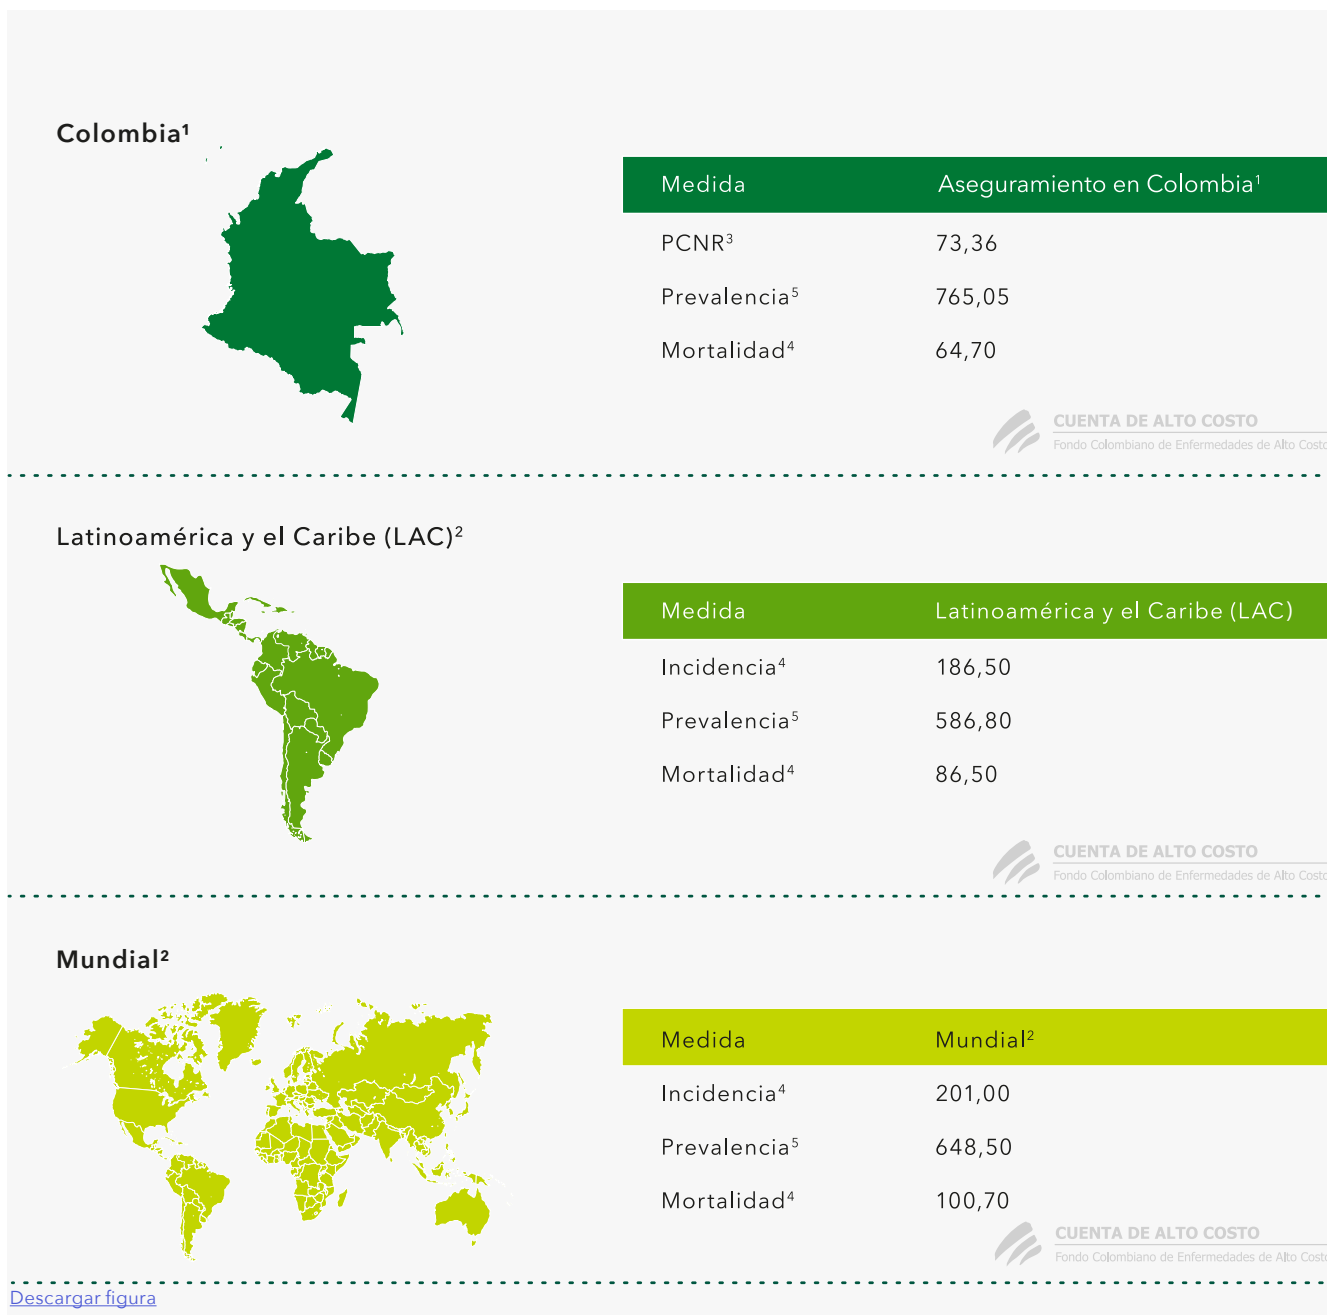 Colombia¹
Medida Aseguramiento en Colombia¹
PCNR³ 73,36
Prevalencia⁵ 765,05
Mortalidad⁴ 64,70
CUENTA DE ALTO COSTO
Fondo Colombiano de Enfermedades de Alto Costo
Latinoamérica y el Caribe (LAC)²
Medida Latinoamérica y el Caribe (LAC)
Incidencia⁴ 186,50
Prevalencia⁵ 586,80
Mortalidad⁴ 86,50
CUENTA DE ALTO COSTO
Fondo Colombiano de Enfermedades de Alto Costo
Mundial²
Medida Mundial²
Incidencia⁴ 201,00
Prevalencia⁵ 648,50
Mortalidad⁴ 100,70
CUENTA DE ALTO COSTO
Fondo Colombiano de Enfermedades de Alto Costo
Descargar figura